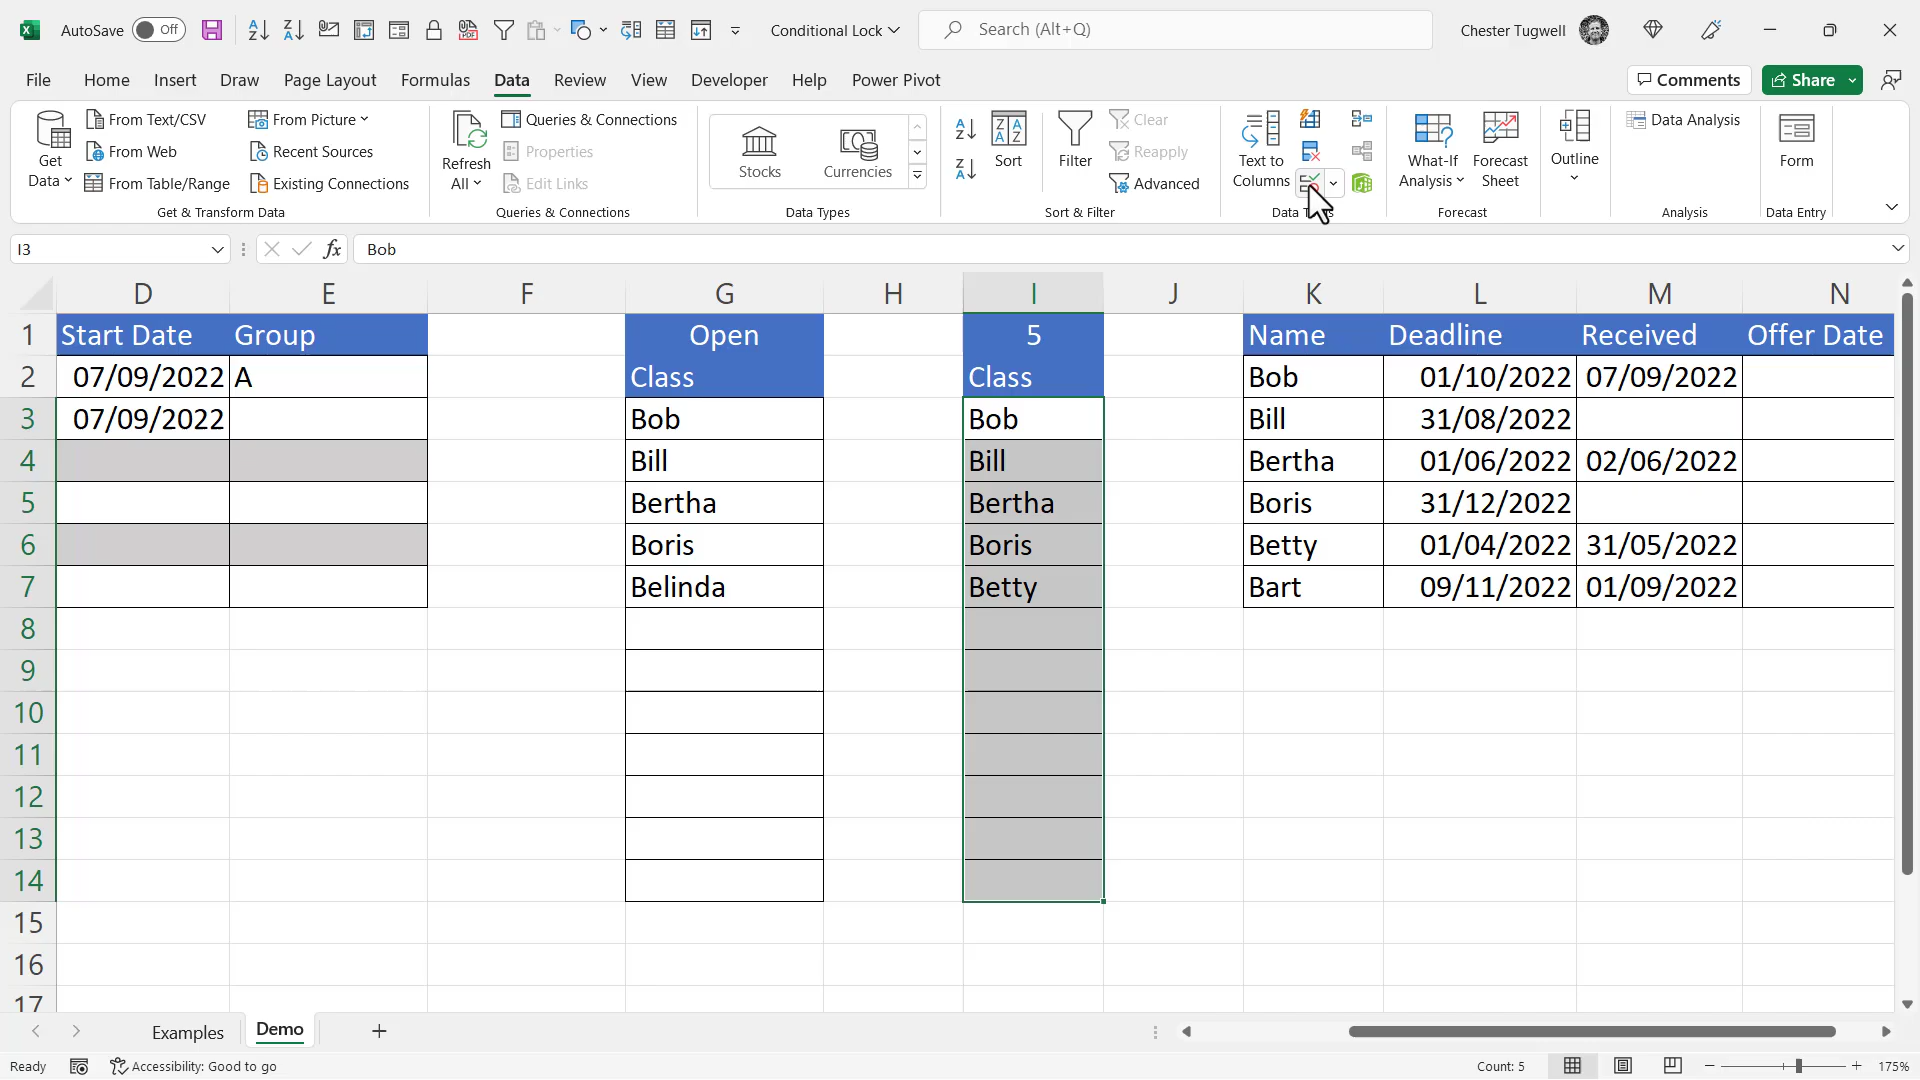 AutoSave Off Conditional Lock Search (Alt+Q) Chester Tugwell
File Home Insert Draw Page Layout Formulas Data Review View Developer Help Power Pivot Comments Share
Get Data
From Text/CSV
From Web
From Table/Range
From Picture
Recent Sources
Existing Connections
Get & Transform Data
Refresh All
Queries & Connections
Properties
Edit Links
Queries & Connections
Stocks
Currencies
Data Types
Sort
Filter
Clear
Reapply
Advanced
Sort & Filter
Text to Columns
What-If Analysis
Forecast Sheet
Forecast
Outline
Data Analysis
Analysis
Form
Data Entry
I3 fx Bob
D E F G H I J K L M N
1 Start Date Group Open 5 Name Deadline Received Offer Date
2 07/09/2022 A Class Class Bob 01/10/2022 07/09/2022
3 07/09/2022 Bob Bob Bill 31/08/2022
4 Bill Bill Bertha 01/06/2022 02/06/2022
5 Bertha Bertha Boris 31/12/2022
6 Boris Boris Betty 01/04/2022 31/05/2022
7 Belinda Betty Bart 09/11/2022 01/09/2022
8
9
10
11
12
13
14
15
16
17
Examples Demo
Ready Accessibility: Good to go Count: 5 175%